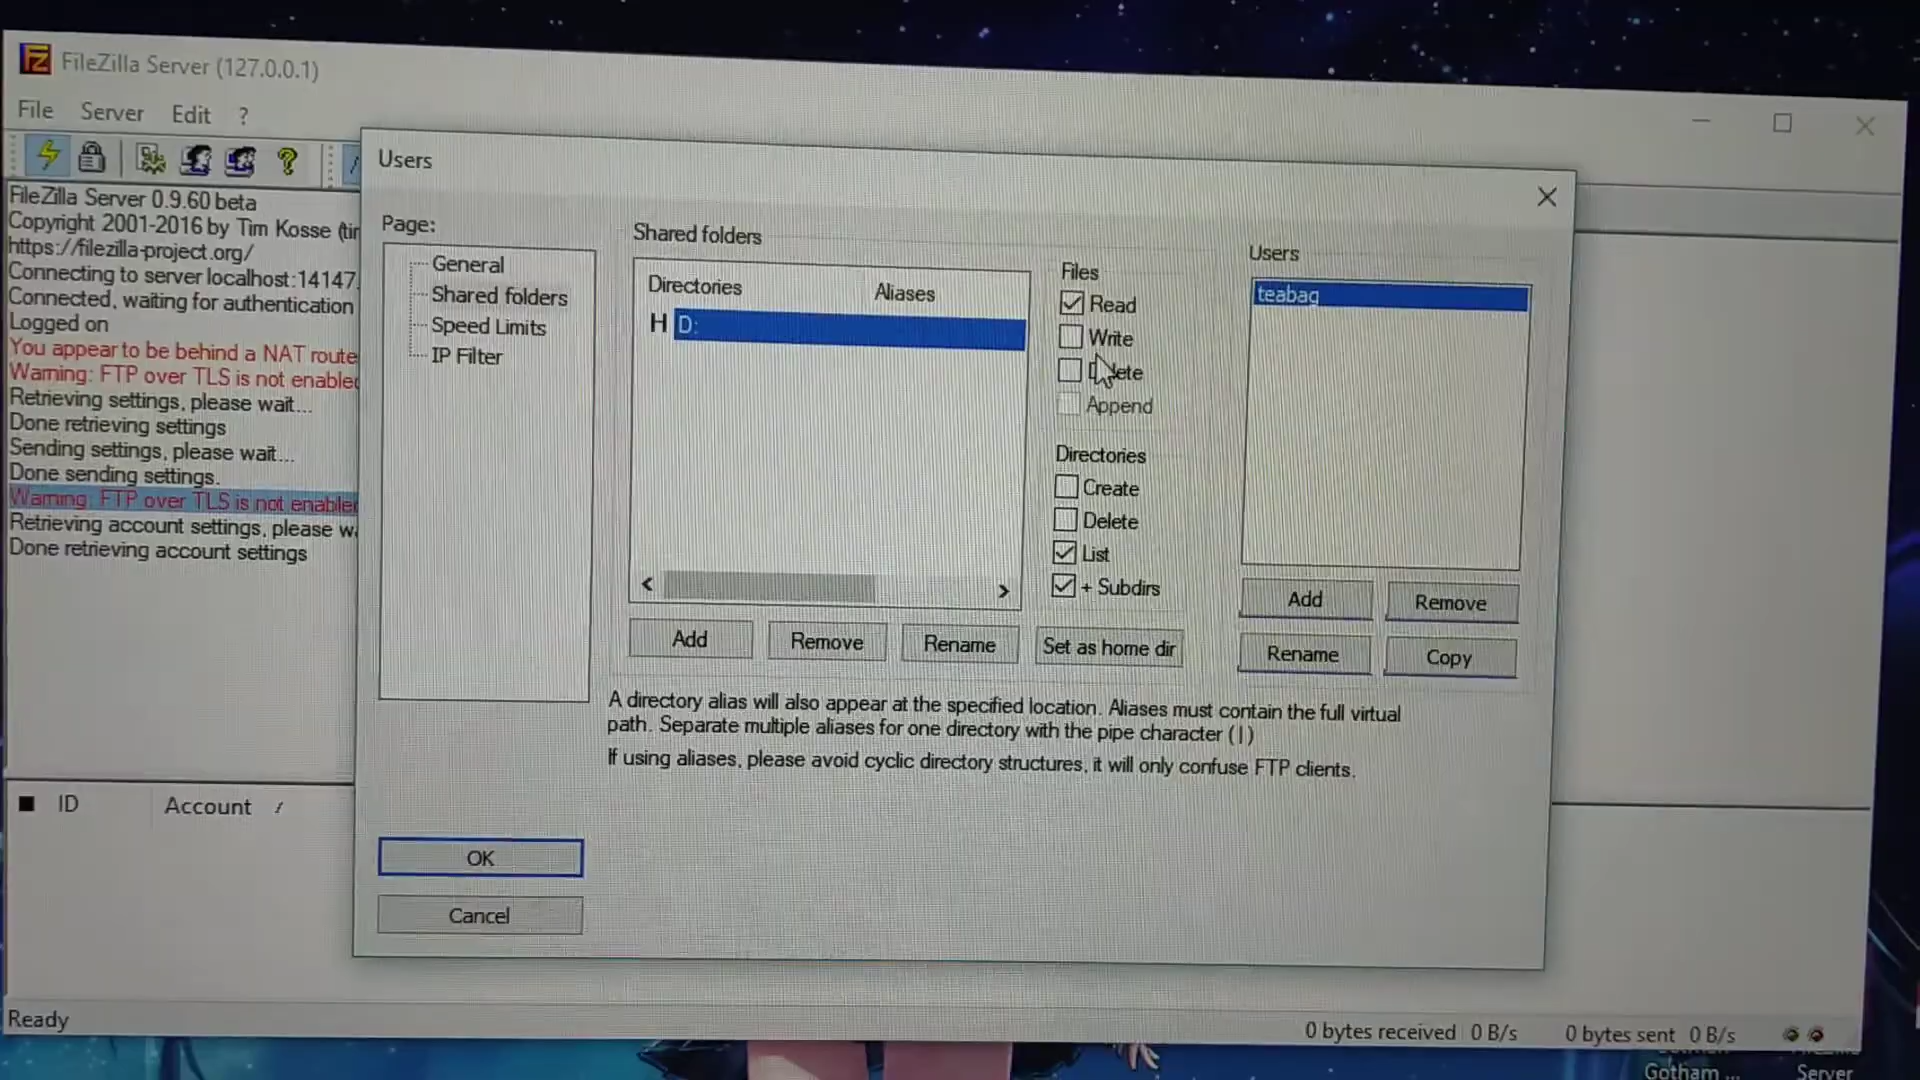 FileZilla Server (127.0.0.1)
File Server Edit ?
FileZilla Server 0.9.60 beta
Copyright 2001-2016 by Tim Kosse (tim
https://filezilla-project.org/
Connecting to server localhost:14147.
Connected, waiting for authentication
Logged on
You appear to be behind a NAT route
Warning: FTP over TLS is not enabled
Retrieving settings, please wait...
Done retrieving settings
Sending settings, please wait...
Done sending settings.
Warning: FTP over TLS is not enabled
Retrieving account settings, please wa
Done retrieving account settings
ID Account /
Ready
0 bytes received 0 B/s 0 bytes sent 0 B/s
Users
Page:
General
Shared folders
Speed Limits
IP Filter
OK
Cancel
Shared folders
Directories Aliases
H D:
Add Remove Rename Set as home dir
Files
Read
Write
Delete
Append
Directories
Create
Delete
List
+ Subdirs
Users
teabag
Add Remove
Rename Copy
A directory alias will also appear at the specified location. Aliases must contain the full virtual
path. Separate multiple aliases for one directory with the pipe character (|)
If using aliases, please avoid cyclic directory structures, it will only confuse FTP clients.
Gotham ...
Server